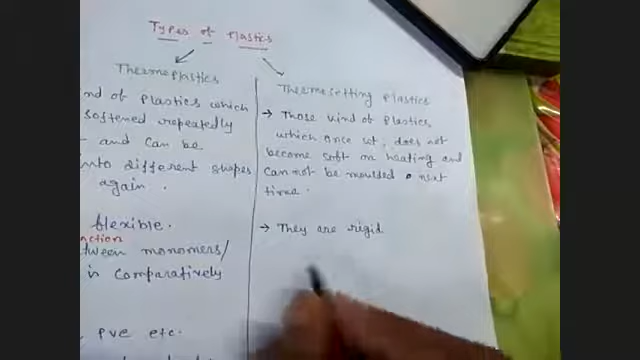 Types of Plastics
Thermoplastics
nd of Plastics which
softened repeatedly
and can be
into different shapes
again.
flexible.
action
tween monomers/
is comparatively
PVC etc.
Thermosetting Plastics
→ Those kind of Plastics
which once set, does not
become soft on heating and
can not be moulded next
time.
→ They are rigid